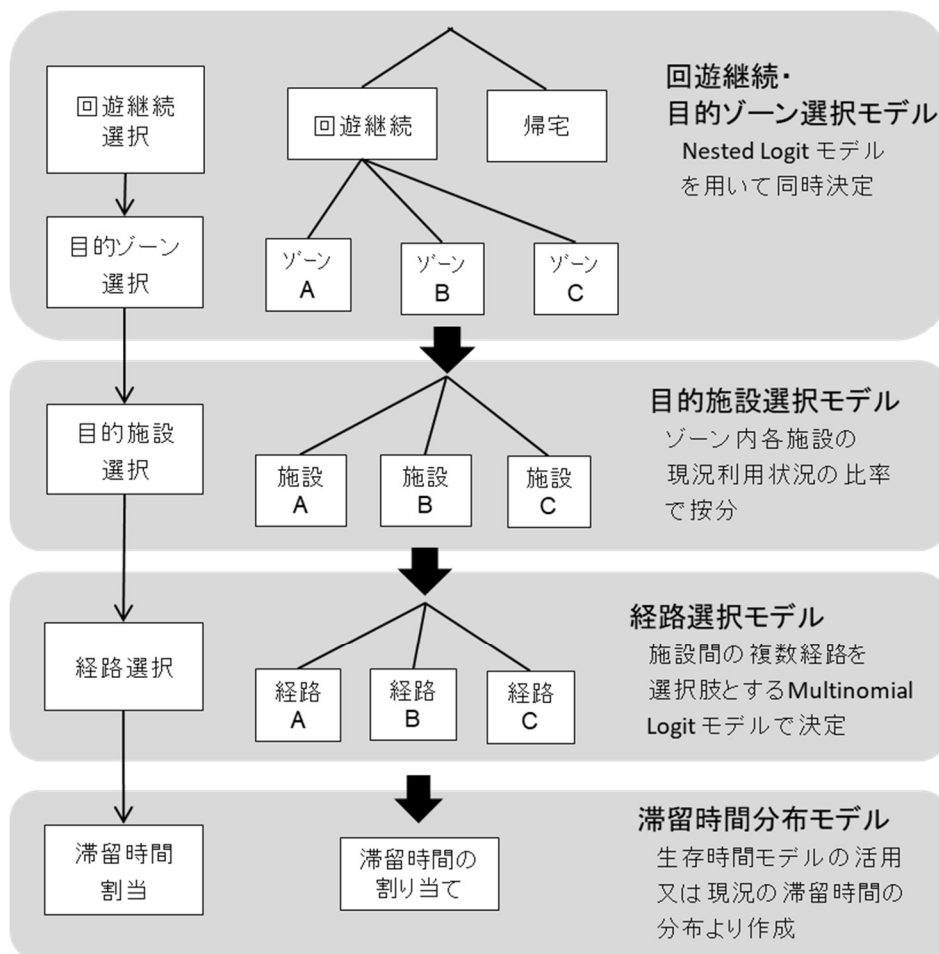 回遊継続
選択
目的ゾーン
選択
回遊継続
帰宅
ゾーン
A
ゾーン
B
ゾーン
C
回遊継続・
目的ゾーン選択モデル
Nested Logit モデル
を用いて同時決定
目的施設
選択
施設
A
施設
B
施設
C
目的施設選択モデル
ゾーン内各施設の
現況利用状況の比率
で按分
経路選択
経路
A
経路
B
経路
C
経路選択モデル
施設間の複数経路を
選択肢とするMultinomial
Logit モデルで決定
滞留時間
割当
滞留時間の
割り当て
滞留時間分布モデル
生存時間モデルの活用
又は現況の滞留時間の
分布より作成